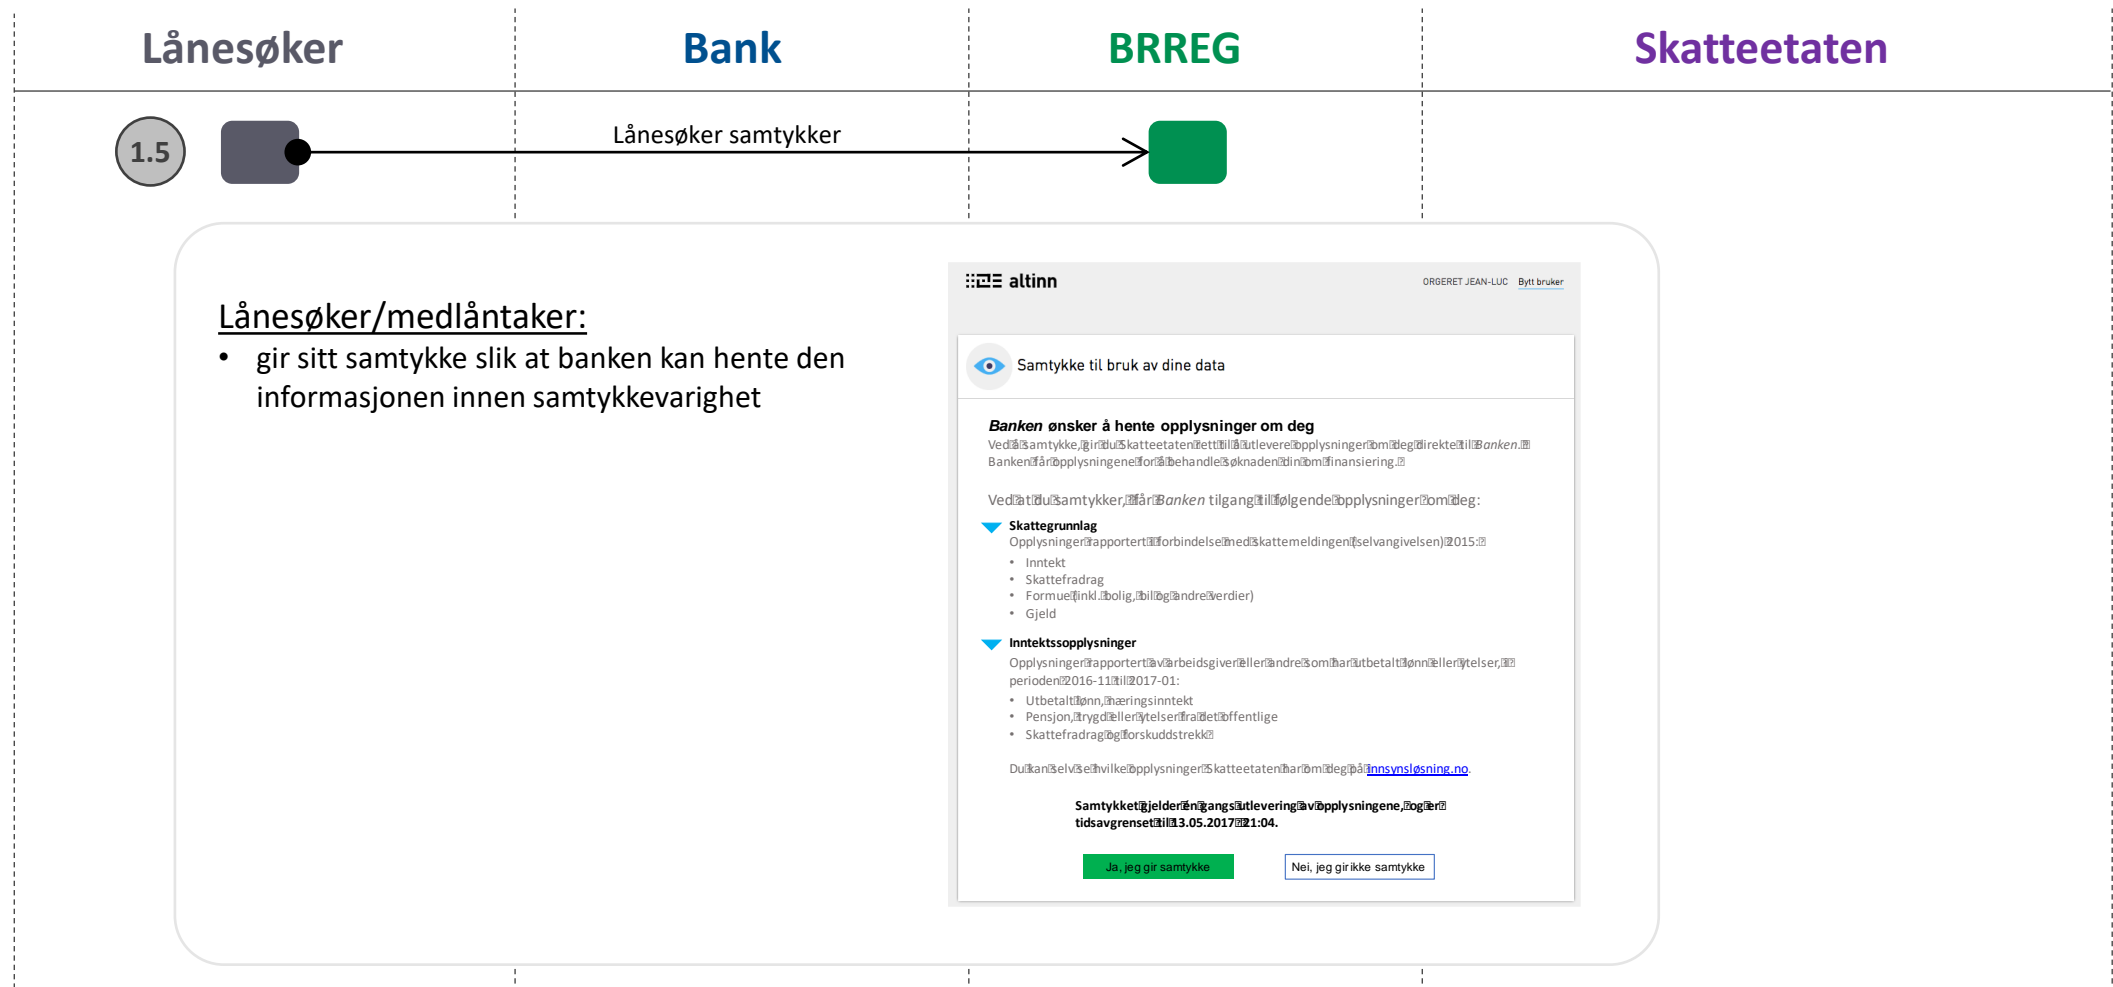 Lånesøker
Bank
BRREG
Skatteetaten
1.5
Lånesøker samtykker
Lånesøker/medlåntaker:
• gir sitt samtykke slik at banken kan hente den
informasjonen innen samtykkevarighet
altinn
ORGERET JEAN-LUC Bytt bruker
Samtykke til bruk av dine data
Banken ønsker å hente opplysninger om deg
Ved å samtykke, gir du Skatteetaten rett til å utlevere opplysninger om deg direkte til Banken.
Banken får opplysningene for å behandle søknaden din om finansiering.
Ved at du samtykker, får Banken tilgang til følgende opplysninger om deg:
Skattegrunnlag
Opplysninger rapportert i forbindelse med skattemeldingen (selvangivelsen) 2015:
• Inntekt
• Skattefradrag
• Formue (inkl. bolig, bil og andre verdier)
• Gjeld
Inntektssopplysninger
Opplysninger rapportert av arbeidsgiver eller andre som har utbetalt lønn eller ytelser, i
perioden 2016-11 til 2017-01:
• Utbetalt lønn, næringsinntekt
• Pensjon, trygd eller ytelser fra det offentlige
• Skattefradrag og forskuddstrekk
Du kan selv se hvilke opplysninger Skatteetaten har om deg på innsynsløsning.no.
Samtykket gjelder én gangs utlevering av opplysningene, og er
tidsavgrenset til 13.05.2017 21:04.
Ja, jeg gir samtykke
Nei, jeg gir ikke samtykke